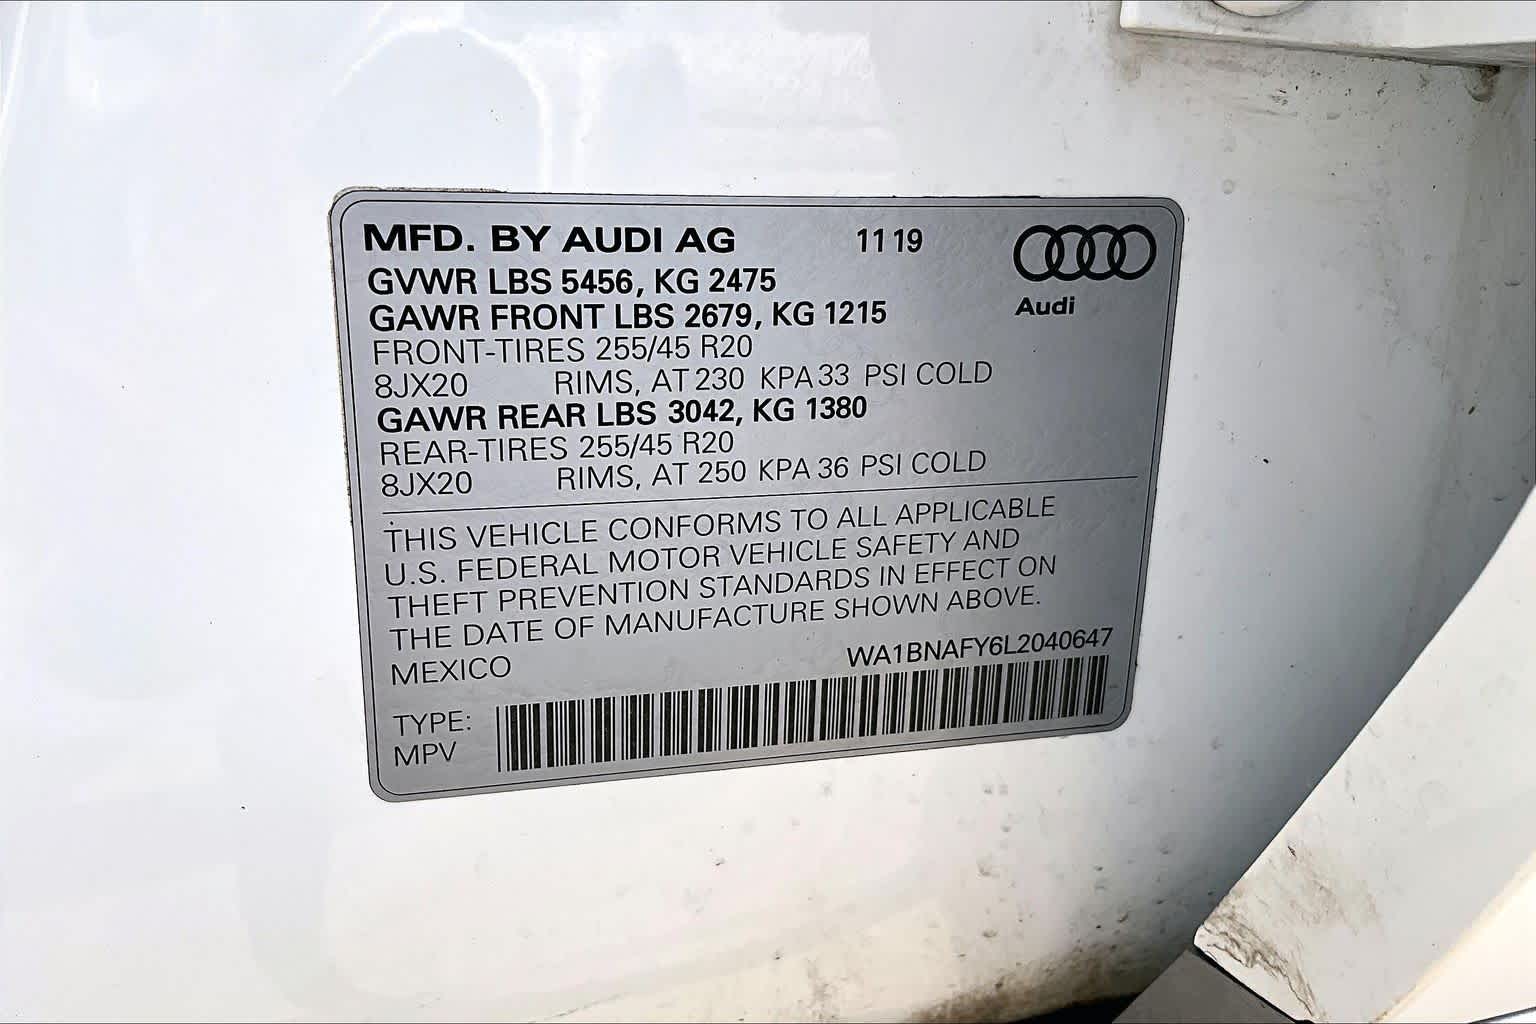 MFD. BY AUDI AG 11 19
GVWR LBS 5456, KG 2475
GAWR FRONT LBS 2679, KG 1215
Audi
FRONT-TIRES 255/45 R20
8JX20 RIMS, AT 230 KPA 33 PSI COLD
GAWR REAR LBS 3042, KG 1380
REAR-TIRES 255/45 R20
8JX20 RIMS, AT 250 KPA 36 PSI COLD
THIS VEHICLE CONFORMS TO ALL APPLICABLE
U.S. FEDERAL MOTOR VEHICLE SAFETY AND
THEFT PREVENTION STANDARDS IN EFFECT ON
THE DATE OF MANUFACTURE SHOWN ABOVE.
MEXICO WA1BNAFY6L2040647
TYPE:
MPV